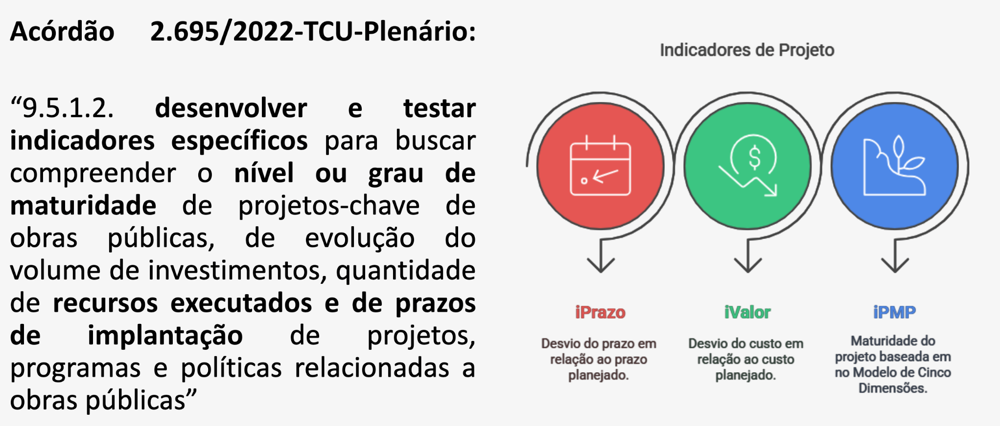 Acórdão 2.695/2022-TCU-Plenário:
“9.5.1.2. desenvolver e testar
indicadores específicos para buscar
compreender o nível ou grau de
maturidade de projetos-chave de
obras públicas, de evolução do
volume de investimentos, quantidade
de recursos executados e de prazos
de implantação de projetos,
programas e políticas relacionadas a
obras públicas”
Indicadores de Projeto
$
iPrazo
Desvio do prazo em
relação ao prazo
planejado.
iValor
Desvio do custo em
relação ao custo
planejado.
iPMP
Maturidade do
projeto baseada em
no Modelo de Cinco
Dimensões.